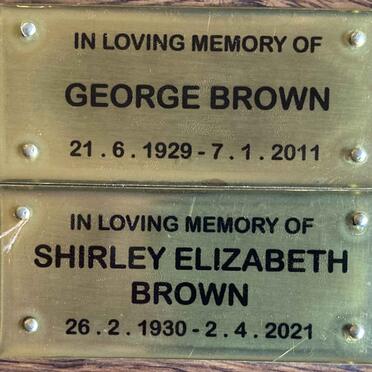 IN LOVING MEMORY OF
GEORGE BROWN
21 . 6 . 1929 - 7 . 1 . 2011
IN LOVING MEMORY OF
SHIRLEY ELIZABETH
BROWN
26 . 2 . 1930 - 2 . 4 . 2021